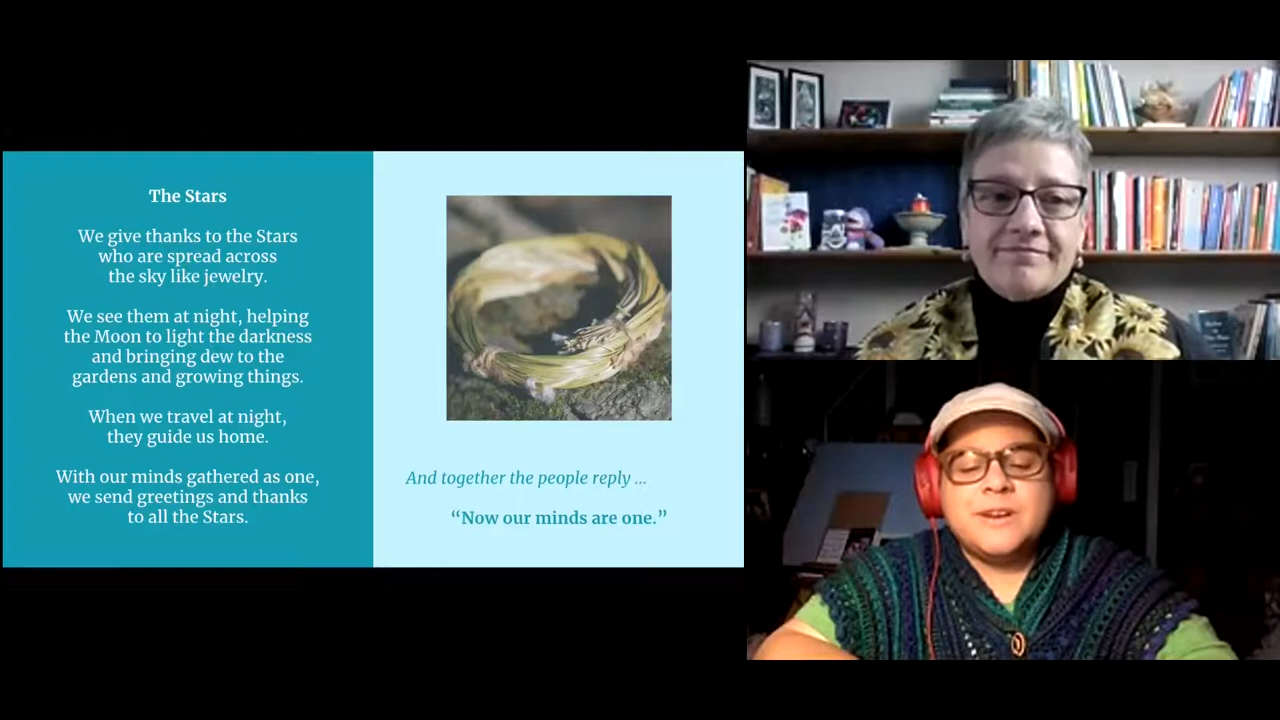 The Stars
We give thanks to the Stars
who are spread across
the sky like jewelry.
We see them at night, helping
the Moon to light the darkness
and bringing dew to the
gardens and growing things.
When we travel at night,
they guide us home.
With our minds gathered as one,
we send greetings and thanks
to all the Stars.
And together the people reply ...
“Now our minds are one.”